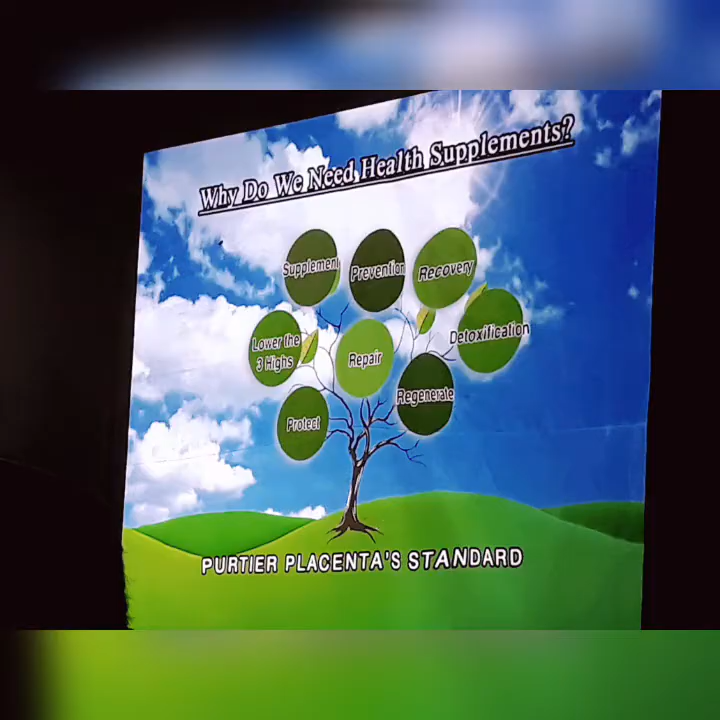 Why Do We Need Health Supplements?
Supplement
Prevention
Recovery
Lower the
3 Highs
Repair
Detoxification
Protect
Regenerate
PURTIER PLACENTA'S STANDARD